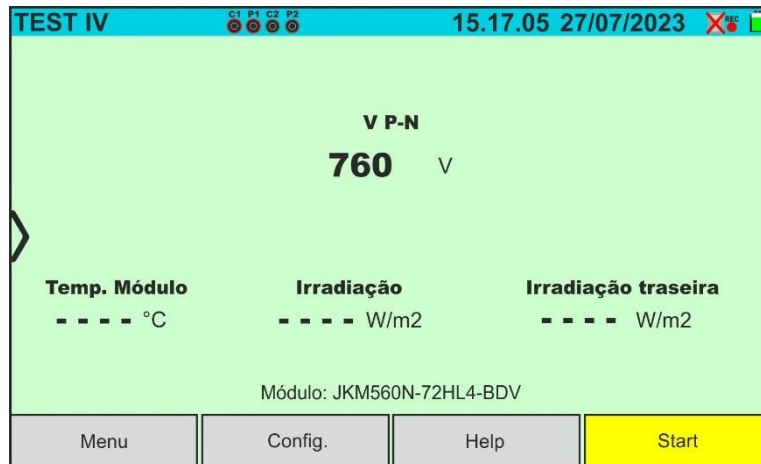 TEST IV C1 P1 C2 P2 15.17.05 27/07/2023 REC
V P-N
760 V
Temp. Módulo Irradiação Irradiação traseira
- - - - °C - - - - W/m2 - - - - W/m2
Módulo: JKM560N-72HL4-BDV
Menu Config. Help Start